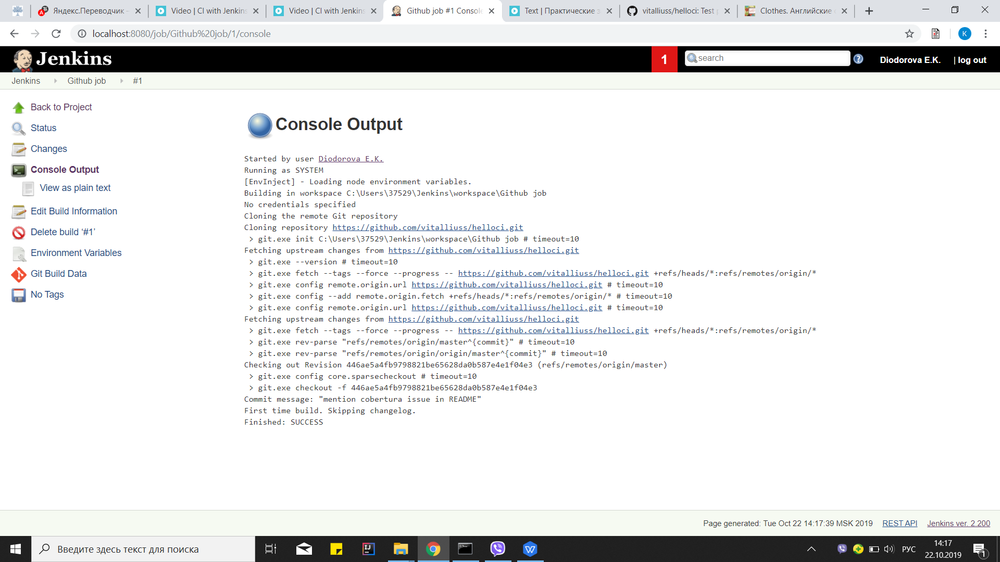 Яндекс.Переводчик –
Video | CI with Jenkins
Video | CI with Jenkins
Github job #1 Console
Text | Практические з
vitalliuss/helloci: Test p
Clothes. Английские с
localhost:8080/job/Github%20job/1/console
K
Jenkins
1
search
Diodorova E.K.
| log out
Jenkins
Github job
#1
Back to Project
Status
Changes
Console Output
View as plain text
Edit Build Information
Delete build ‘#1’
Environment Variables
Git Build Data
No Tags
Console Output
Started by user Diodorova E.K.
Running as SYSTEM
[EnvInject] - Loading node environment variables.
Building in workspace C:\Users\37529\Jenkins\workspace\Github job
No credentials specified
Cloning the remote Git repository
Cloning repository https://github.com/vitalliuss/helloci.git
> git.exe init C:\Users\37529\Jenkins\workspace\Github job # timeout=10
Fetching upstream changes from https://github.com/vitalliuss/helloci.git
> git.exe --version # timeout=10
> git.exe fetch --tags --force --progress -- https://github.com/vitalliuss/helloci.git +refs/heads/*:refs/remotes/origin/*
> git.exe config remote.origin.url https://github.com/vitalliuss/helloci.git # timeout=10
> git.exe config --add remote.origin.fetch +refs/heads/*:refs/remotes/origin/* # timeout=10
> git.exe config remote.origin.url https://github.com/vitalliuss/helloci.git # timeout=10
Fetching upstream changes from https://github.com/vitalliuss/helloci.git
> git.exe fetch --tags --force --progress -- https://github.com/vitalliuss/helloci.git +refs/heads/*:refs/remotes/origin/*
> git.exe rev-parse "refs/remotes/origin/master^{commit}" # timeout=10
> git.exe rev-parse "refs/remotes/origin/origin/master^{commit}" # timeout=10
Checking out Revision 446ae5a4fb9798821be65628da0b587e4e1f04e3 (refs/remotes/origin/master)
> git.exe config core.sparsecheckout # timeout=10
> git.exe checkout -f 446ae5a4fb9798821be65628da0b587e4e1f04e3
Commit message: "mention cobertura issue in README"
First time build. Skipping changelog.
Finished: SUCCESS
Page generated: Tue Oct 22 14:17:39 MSK 2019
REST API
Jenkins ver. 2.200
Введите здесь текст для поиска
РУС
14:17
22.10.2019
1